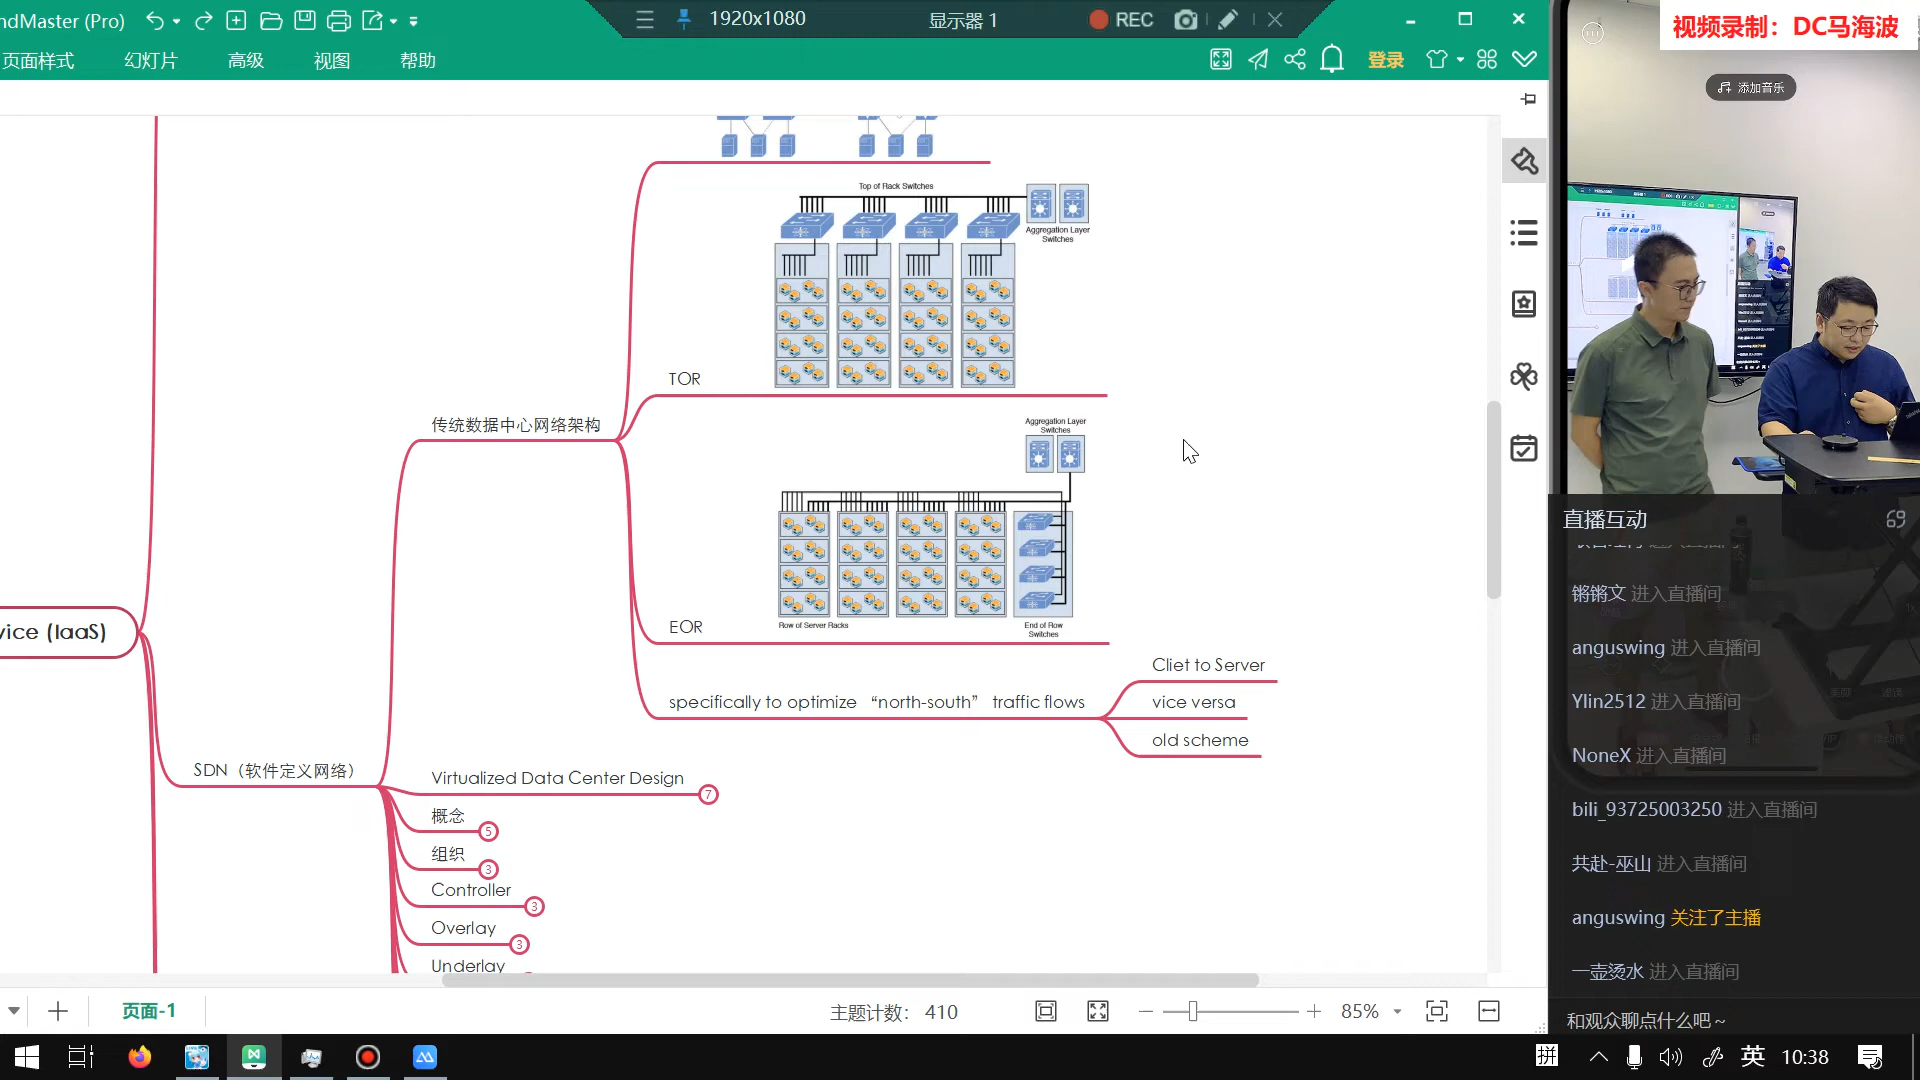 ndMaster (Pro)
1920x1080
显示器 1
REC
视频录制：DC马海波
页面样式
幻灯片
高级
视图
帮助
登录
添加音乐
Top of Rack Switches
Aggregation Layer
Switches
TOR
传统数据中心网络架构
Aggregation Layer
Switches
EOR
Row of Server Racks
End of Row
Switches
vice (IaaS)
Cliet to Server
specifically to optimize “north-south” traffic flows
vice versa
old scheme
SDN（软件定义网络）
Virtualized Data Center Design
7
概念
5
组织
3
Controller
3
Overlay
3
Underlay
直播互动
锵锵文 进入直播间
anguswing 进入直播间
Ylin2512 进入直播间
NoneX 进入直播间
bili_93725003250 进入直播间
共赴-巫山 进入直播间
anguswing 关注了主播
一壶烫水 进入直播间
和观众聊点什么吧～
页面-1
主题计数： 410
85%
拼
英
10:38